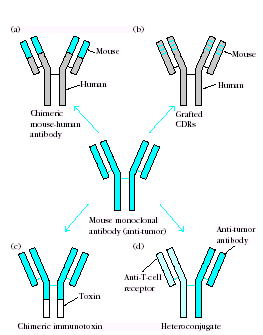 (a)
Mouse
Human
Chimeric
mouse-human
antibody
(b)
Mouse
Human
Grafted
CDRs
Mouse monoclonal
antibody (anti-tumor)
(c)
Toxin
Chimeric immunotoxin
(d)
Anti-tumor
antibody
Anti-T-cell
receptor
Heteroconjugate